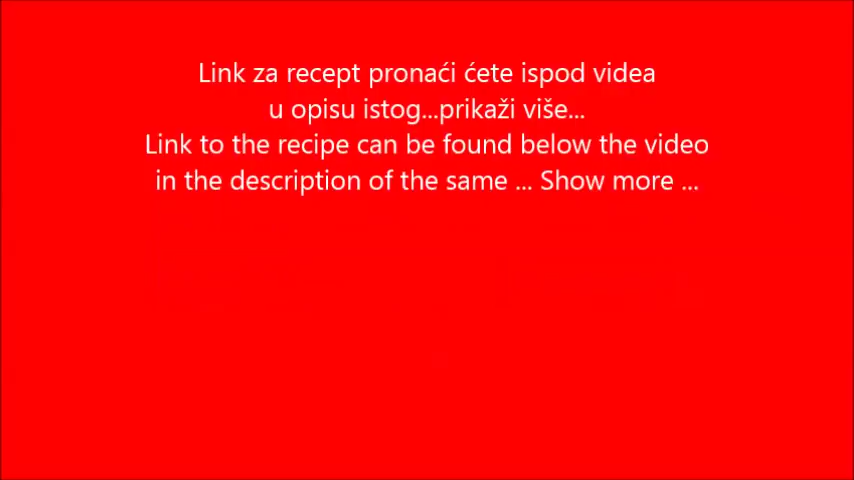 Link za recept pronaći ćete ispod videa
u opisu istog...prikaži više...
Link to the recipe can be found below the video
in the description of the same ... Show more ...